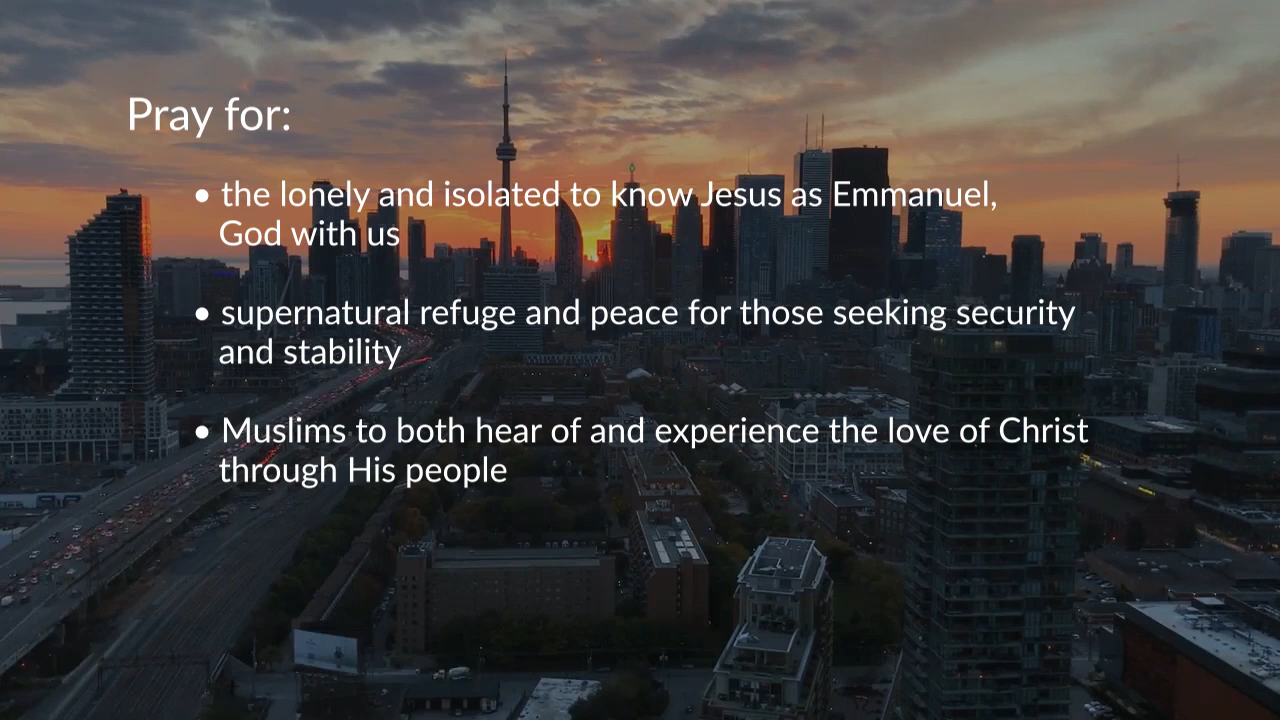 Pray for:
• the lonely and isolated to know Jesus as Emmanuel,
God with us
• supernatural refuge and peace for those seeking security
and stability
• Muslims to both hear of and experience the love of Christ
through His people